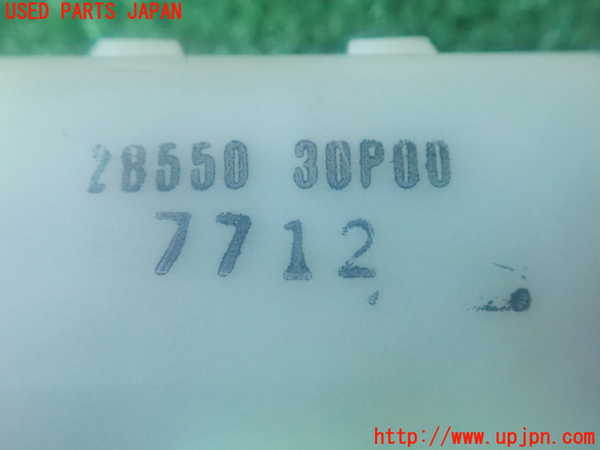 USED PARTS JAPAN
28550 30P00
7712
http://www.upjpn.com/